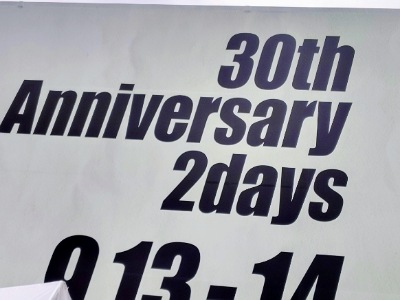 30th
Anniversary
2days
9.13-14